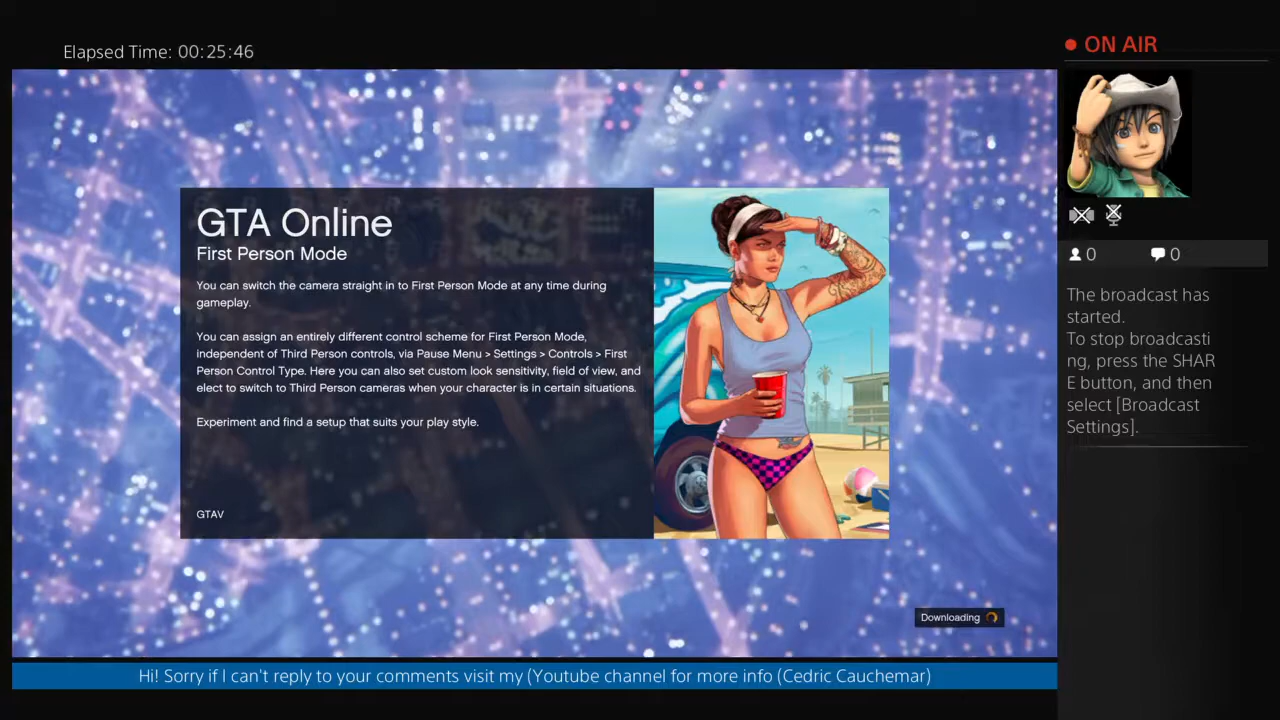 Elapsed Time: 00:25:46
ON AIR
GTA Online
First Person Mode
You can switch the camera straight in to First Person Mode at any time during
gameplay.
You can assign an entirely different control scheme for First Person Mode,
independent of Third Person controls, via Pause Menu > Settings > Controls > First
Person Control Type. Here you can also set custom look sensitivity, field of view, and
elect to switch to Third Person cameras when your character is in certain situations.
Experiment and find a setup that suits your play style.
GTAV
Downloading
0
0
The broadcast has
started.
To stop broadcasti
ng, press the SHAR
E button, and then
select [Broadcast
Settings].
Hi! Sorry if I can't reply to your comments visit my (Youtube channel for more info (Cedric Cauchemar)